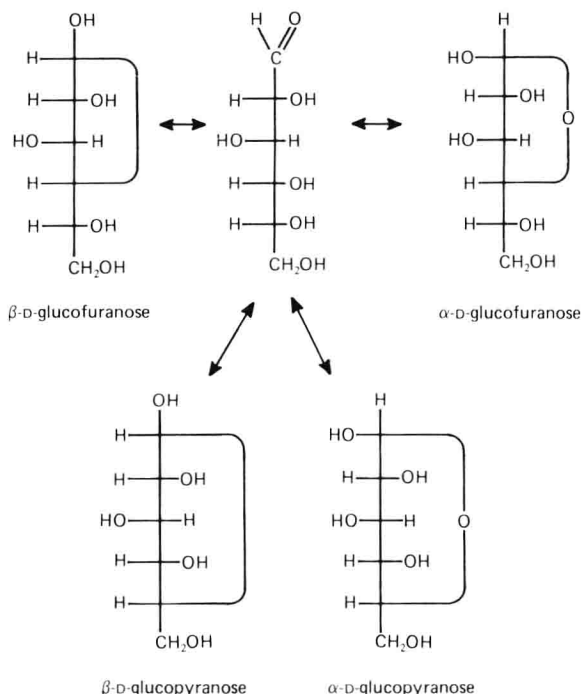 OH
H
H OH
HO H
H
H OH
CH₂OH
β-D-glucofuranose
H O
C
H OH
HO H
H OH
H OH
CH₂OH
H
HO
H OH
O
HO H
H
H OH
CH₂OH
α-D-glucofuranose
OH
H
H OH
HO H
H OH
H
CH₂OH
β-D-glucopyranose
H
HO
H OH
HO H O
H OH
H
CH₂OH
α-D-glucopyranose